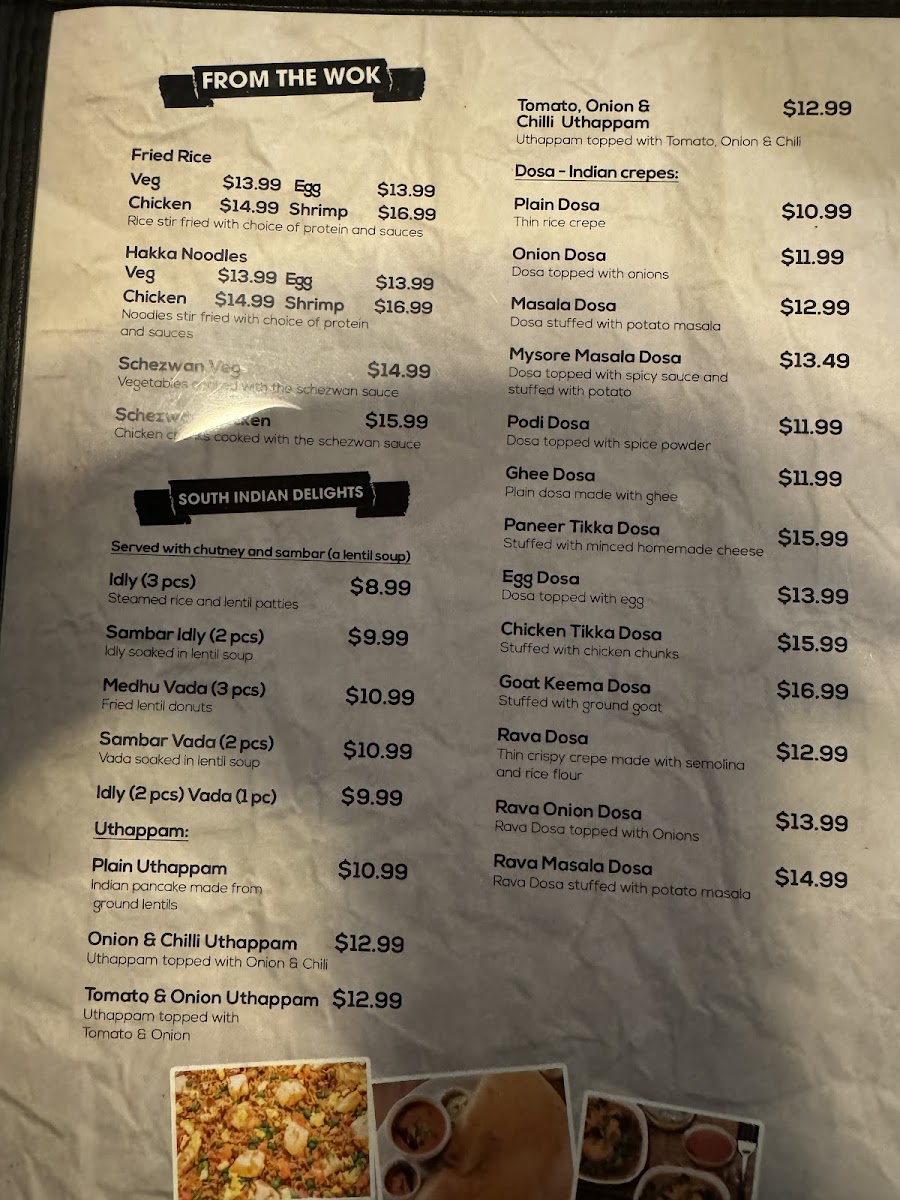 FROM THE WOK
Fried Rice
Veg $13.99 Egg $13.99
Chicken $14.99 Shrimp $16.99
Rice stir fried with choice of protein and sauces
Hakka Noodles
Veg $13.99 Egg $13.99
Chicken $14.99 Shrimp $16.99
Noodles stir fried with choice of protein
and sauces
Schezwan Veg $14.99
Vegetables cooked with the schezwan sauce
Schezwan Chicken $15.99
Chicken chunks cooked with the schezwan sauce
SOUTH INDIAN DELIGHTS
Served with chutney and sambar (a lentil soup)
Idly (3 pcs) $8.99
Steamed rice and lentil patties
Sambar Idly (2 pcs) $9.99
Idly soaked in lentil soup
Medhu Vada (3 pcs) $10.99
Fried lentil donuts
Sambar Vada (2 pcs) $10.99
Vada soaked in lentil soup
Idly (2 pcs) Vada (1 pc) $9.99
Uthappam:
Plain Uthappam $10.99
Indian pancake made from
ground lentils
Onion & Chilli Uthappam $12.99
Uthappam topped with Onion & Chili
Tomato & Onion Uthappam $12.99
Uthappam topped with
Tomato & Onion
Tomato, Onion &
Chilli Uthappam $12.99
Uthappam topped with Tomato, Onion & Chili
Dosa - Indian crepes:
Plain Dosa $10.99
Thin rice crepe
Onion Dosa $11.99
Dosa topped with onions
Masala Dosa $12.99
Dosa stuffed with potato masala
Mysore Masala Dosa $13.49
Dosa topped with spicy sauce and
stuffed with potato
Podi Dosa $11.99
Dosa topped with spice powder
Ghee Dosa $11.99
Plain dosa made with ghee
Paneer Tikka Dosa $15.99
Stuffed with minced homemade cheese
Egg Dosa $13.99
Dosa topped with egg
Chicken Tikka Dosa $15.99
Stuffed with chicken chunks
Goat Keema Dosa $16.99
Stuffed with ground goat
Rava Dosa $12.99
Thin crispy crepe made with semolina
and rice flour
Rava Onion Dosa $13.99
Rava Dosa topped with Onions
Rava Masala Dosa $14.99
Rava Dosa stuffed with potato masala